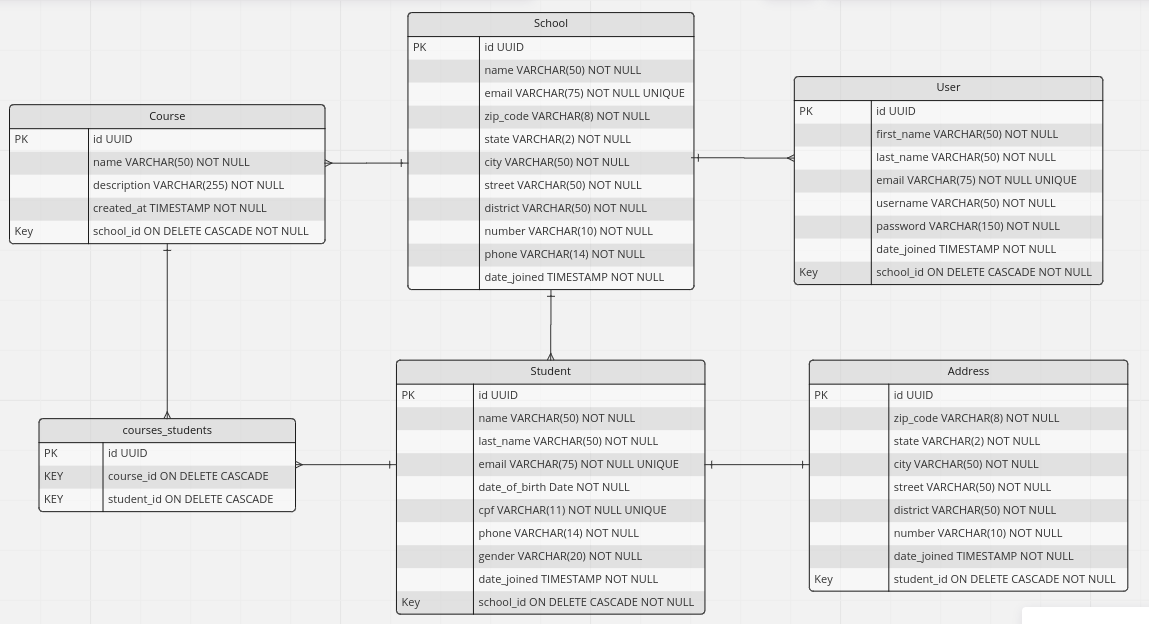 School
PK id UUID
name VARCHAR(50) NOT NULL
email VARCHAR(75) NOT NULL UNIQUE
zip_code VARCHAR(8) NOT NULL
state VARCHAR(2) NOT NULL
city VARCHAR(50) NOT NULL
street VARCHAR(50) NOT NULL
district VARCHAR(50) NOT NULL
number VARCHAR(10) NOT NULL
phone VARCHAR(14) NOT NULL
date_joined TIMESTAMP NOT NULL
Course
PK id UUID
name VARCHAR(50) NOT NULL
description VARCHAR(255) NOT NULL
created_at TIMESTAMP NOT NULL
Key school_id ON DELETE CASCADE NOT NULL
User
PK id UUID
first_name VARCHAR(50) NOT NULL
last_name VARCHAR(50) NOT NULL
email VARCHAR(75) NOT NULL UNIQUE
username VARCHAR(50) NOT NULL
password VARCHAR(150) NOT NULL
date_joined TIMESTAMP NOT NULL
Key school_id ON DELETE CASCADE NOT NULL
courses_students
PK id UUID
KEY course_id ON DELETE CASCADE
KEY student_id ON DELETE CASCADE
Student
PK id UUID
name VARCHAR(50) NOT NULL
last_name VARCHAR(50) NOT NULL
email VARCHAR(75) NOT NULL UNIQUE
date_of_birth Date NOT NULL
cpf VARCHAR(11) NOT NULL UNIQUE
phone VARCHAR(14) NOT NULL
gender VARCHAR(20) NOT NULL
date_joined TIMESTAMP NOT NULL
Key school_id ON DELETE CASCADE NOT NULL
Address
PK id UUID
zip_code VARCHAR(8) NOT NULL
state VARCHAR(2) NOT NULL
city VARCHAR(50) NOT NULL
street VARCHAR(50) NOT NULL
district VARCHAR(50) NOT NULL
number VARCHAR(10) NOT NULL
date_joined TIMESTAMP NOT NULL
Key student_id ON DELETE CASCADE NOT NULL